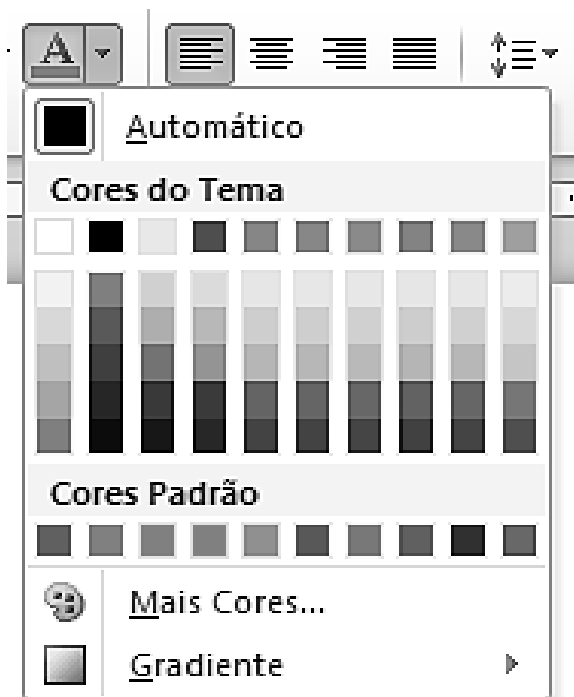 A
Automático
Cores do Tema
Cores Padrão
Mais Cores...
Gradiente